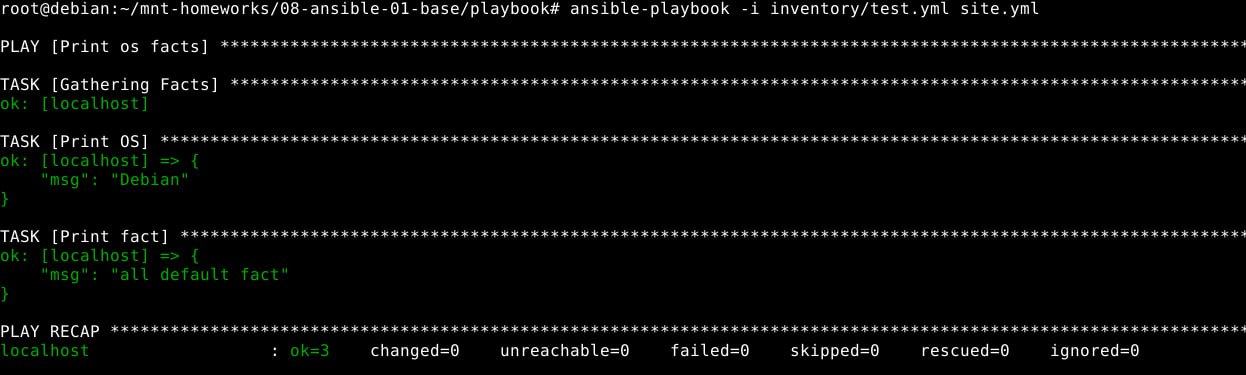 root@debian:~/mnt-homeworks/08-ansible-01-base/playbook# ansible-playbook -i inventory/test.yml site.yml
PLAY [Print os facts] *******************************************************************************************************
TASK [Gathering Facts] ******************************************************************************************************
ok: [localhost]
TASK [Print OS] *************************************************************************************************************
ok: [localhost] => {
    "msg": "Debian"
}
TASK [Print fact] ***********************************************************************************************************
ok: [localhost] => {
    "msg": "all default fact"
}
PLAY RECAP ******************************************************************************************************************
localhost                  : ok=3    changed=0    unreachable=0    failed=0    skipped=0    rescued=0    ignored=0